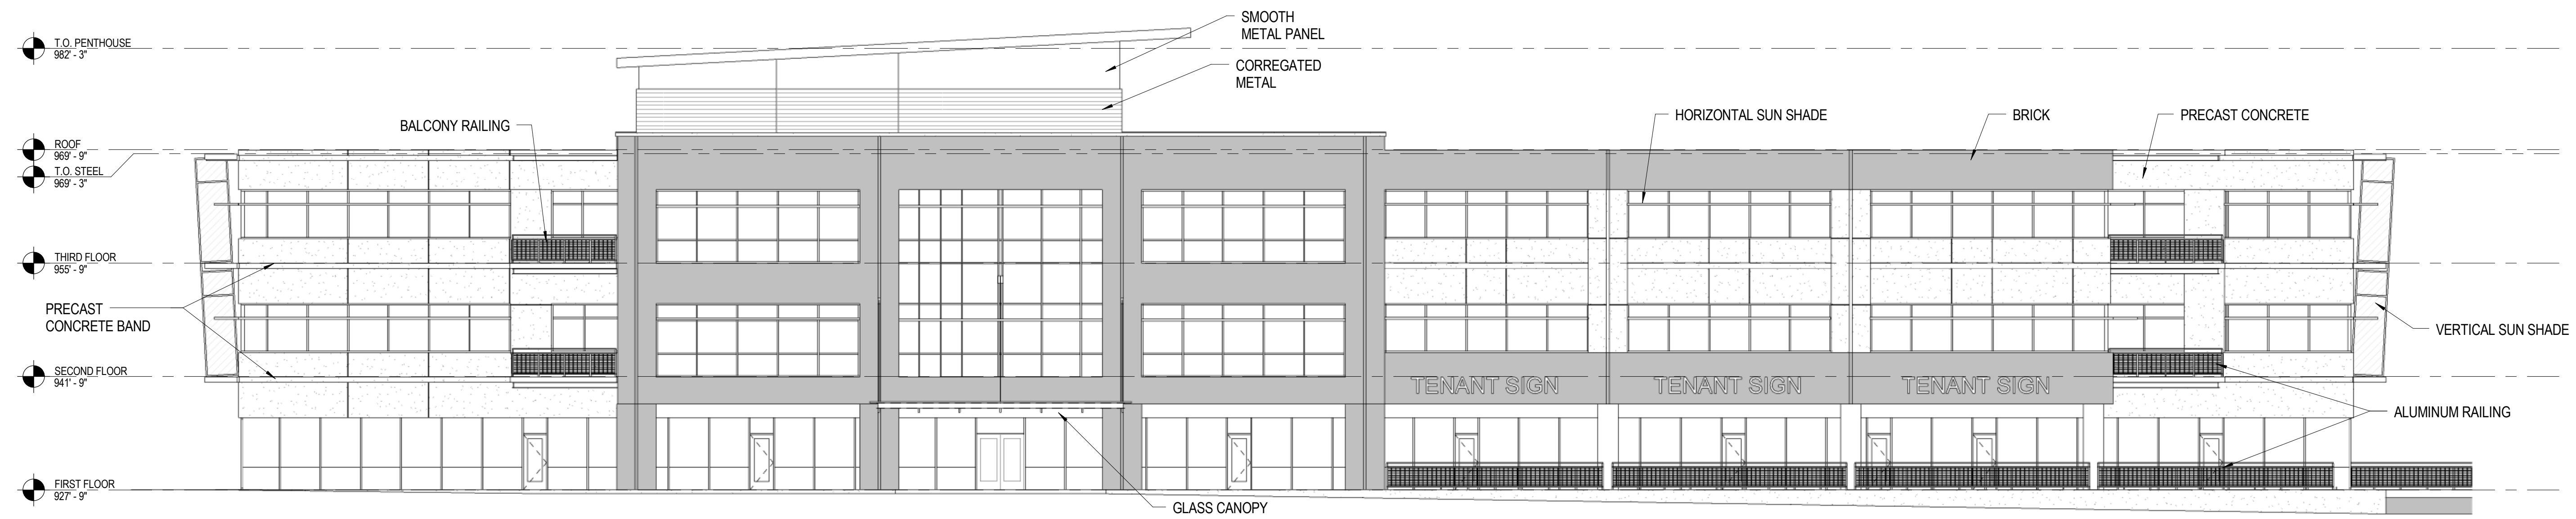 SMOOTH
METAL PANEL
T.O. PENTHOUSE
982' - 3"
CORREGATED
METAL
BALCONY RAILING
HORIZONTAL SUN SHADE
BRICK
PRECAST CONCRETE
ROOF
969' - 9"
T.O. STEEL
969' - 3"
THIRD FLOOR
955' - 9"
PRECAST
CONCRETE BAND
VERTICAL SUN SHADE
SECOND FLOOR
941' - 9"
TENANT SIGN
TENANT SIGN
TENANT SIGN
ALUMINUM RAILING
FIRST FLOOR
927' - 9"
GLASS CANOPY